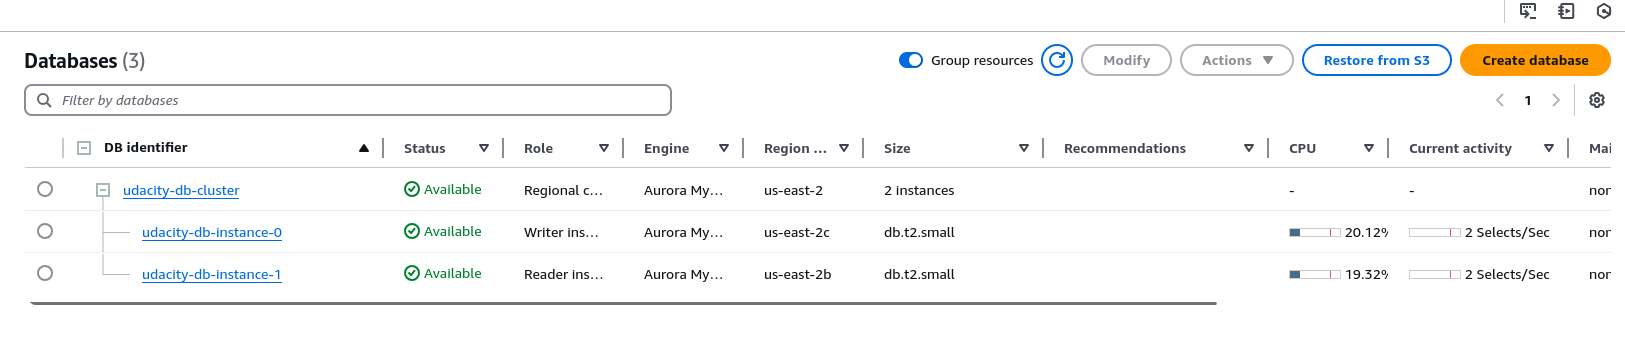 Databases (3)
Group resources
Modify
Actions
Restore from S3
Create database
Filter by databases
1
DB identifier Status Role Engine Region ... Size Recommendations CPU Current activity Mai
udacity-db-cluster Available Regional c... Aurora My... us-east-2 2 instances - - nor
udacity-db-instance-0 Available Writer ins... Aurora My... us-east-2c db.t2.small 20.12% 2 Selects/Sec nor
udacity-db-instance-1 Available Reader ins... Aurora My... us-east-2b db.t2.small 19.32% 2 Selects/Sec nor